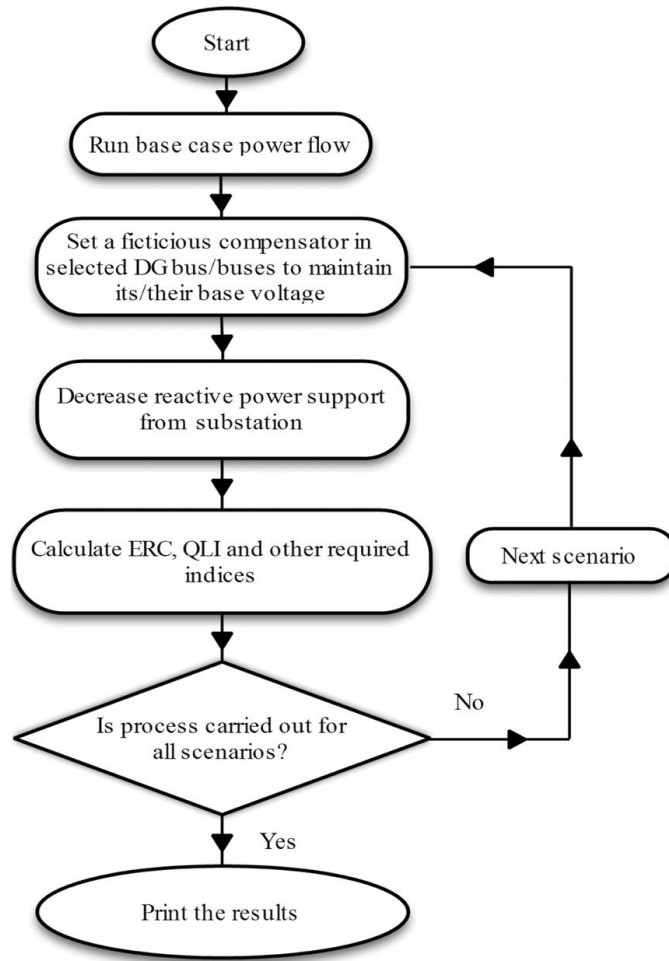 Start
Run base case power flow
Set a ficticious compensator in
selected DG bus/buses to maintain
its/their base voltage
Decrease reactive power support
from substation
Calculate ERC, QLI and other required
indices
Next scenario
No
Is process carried out for
all scenarios?
Yes
Print the results